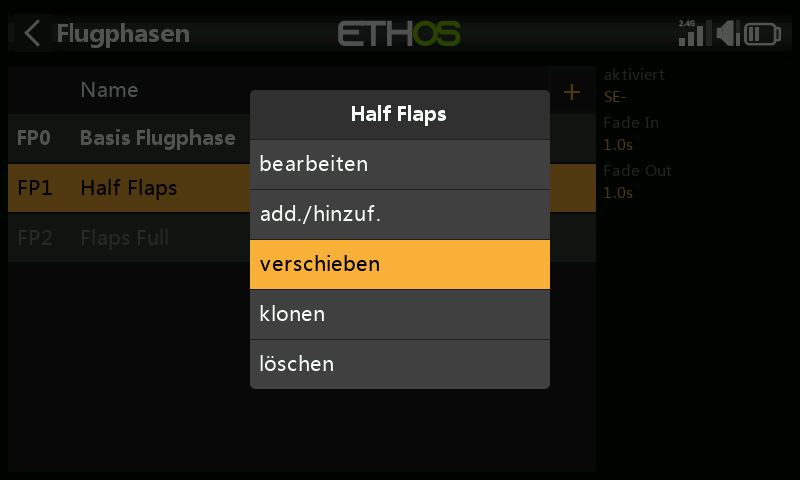 Flugphasen
ETHOS
2.4G
Name
+
FP0 Basis Flugphase
FP1 Half Flaps
FP2 Flaps Full
Half Flaps
bearbeiten
add./hinzuf.
verschieben
klonen
löschen
aktiviert
SE-
Fade In
1.0s
Fade Out
1.0s